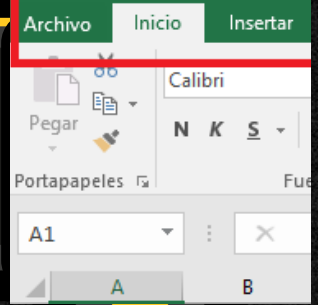 Archivo Inicio Insertar
Calibri
Pegar N K S
Portapapeles Fue
A1
A B